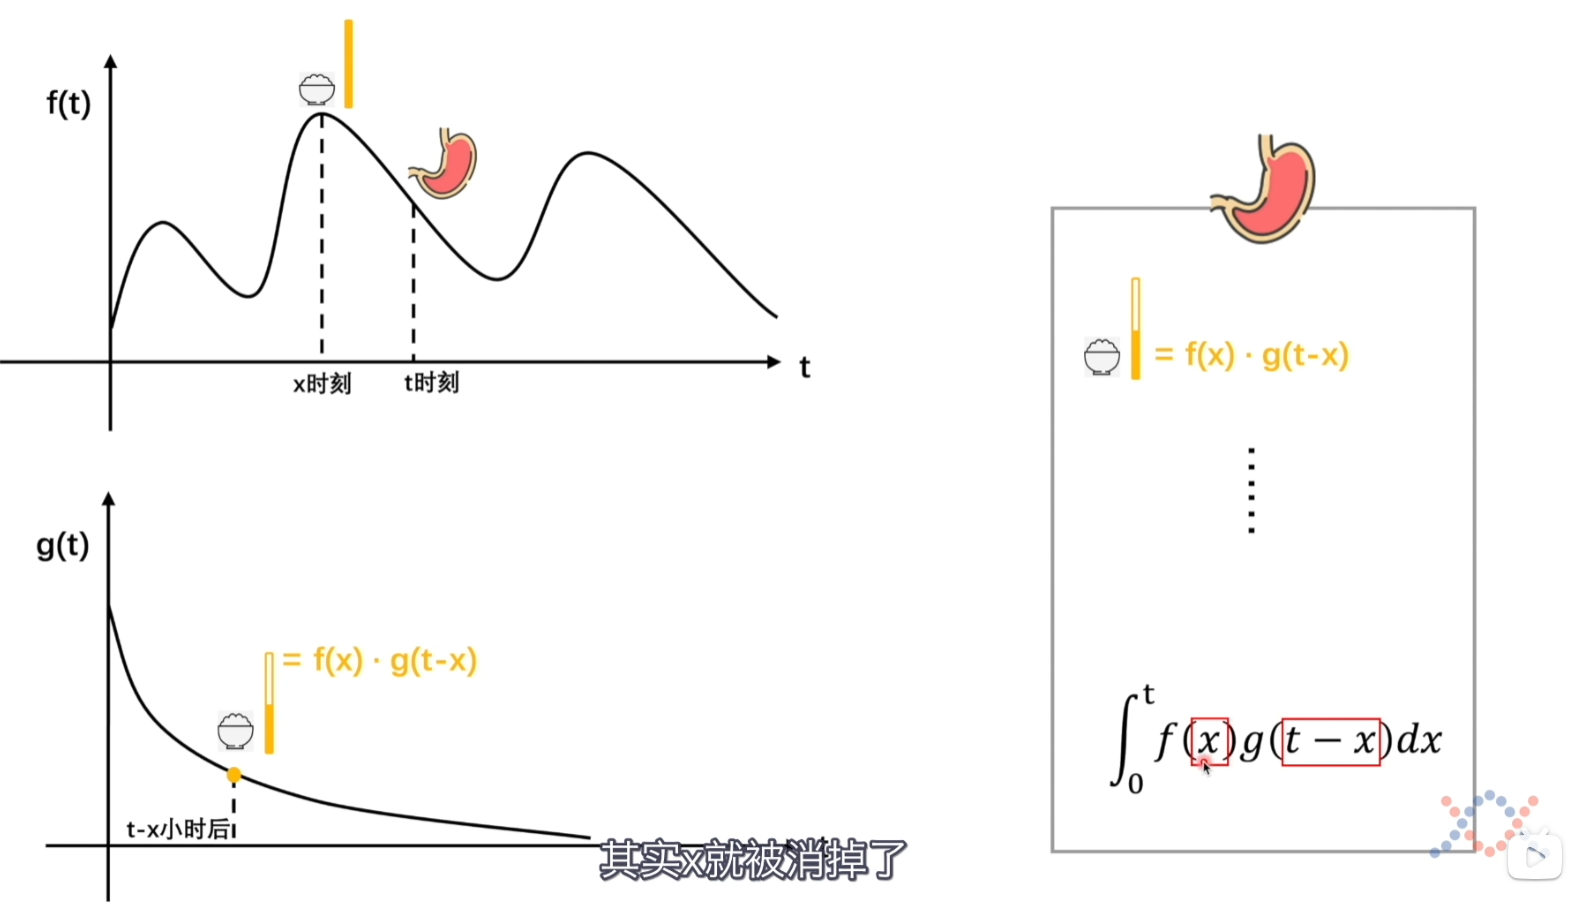 f(t)
t
x时刻
t时刻
g(t)
= f(x) · g(t-x)
t-x小时后
= f(x) · g(t-x)
∫₀ᵗ f(x)g(t − x)dx
其实x就被消掉了